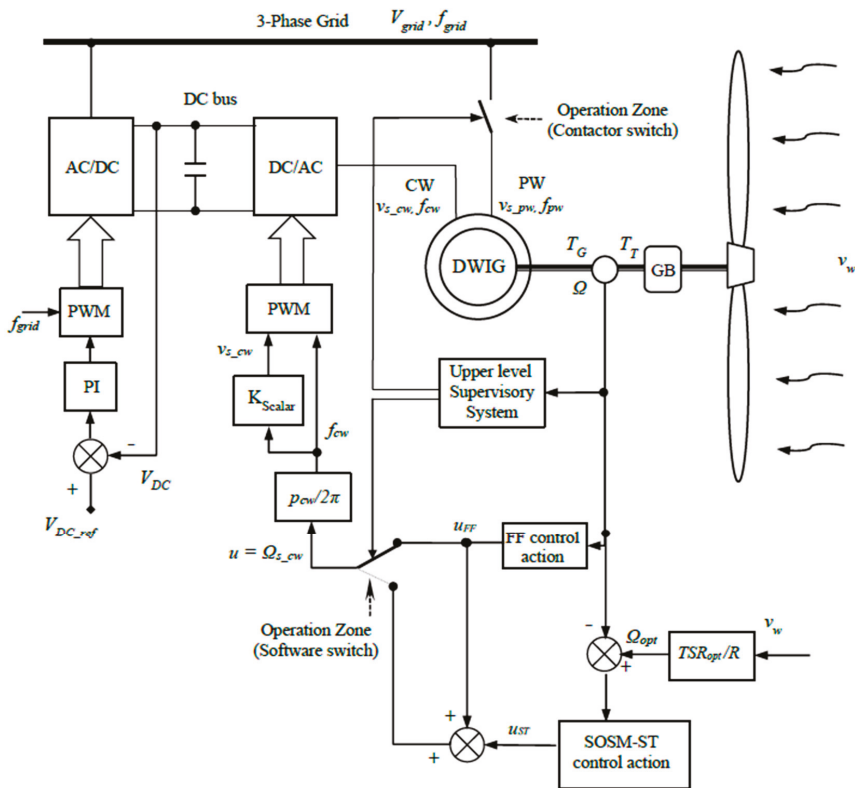 3-Phase Grid
V_grid, f_grid
DC bus
Operation Zone
(Contactor switch)
AC/DC
DC/AC
CW
v_s_cw, f_cw
PW
v_s_pw, f_pw
DWIG
T_G
T_T
GB
Ω
v_w
f_grid
PWM
PWM
v_s_cw
PI
K_Scalar
Upper level
Supervisory
System
f_cw
-
V_DC
+
V_DC_ref
p_cw/2π
u = Ω_s_cw
u_FF
FF control
action
Operation Zone
(Software switch)
-
Ω_opt
+
TSR_opt/R
v_w
+
+
u_ST
SOSM-ST
control action